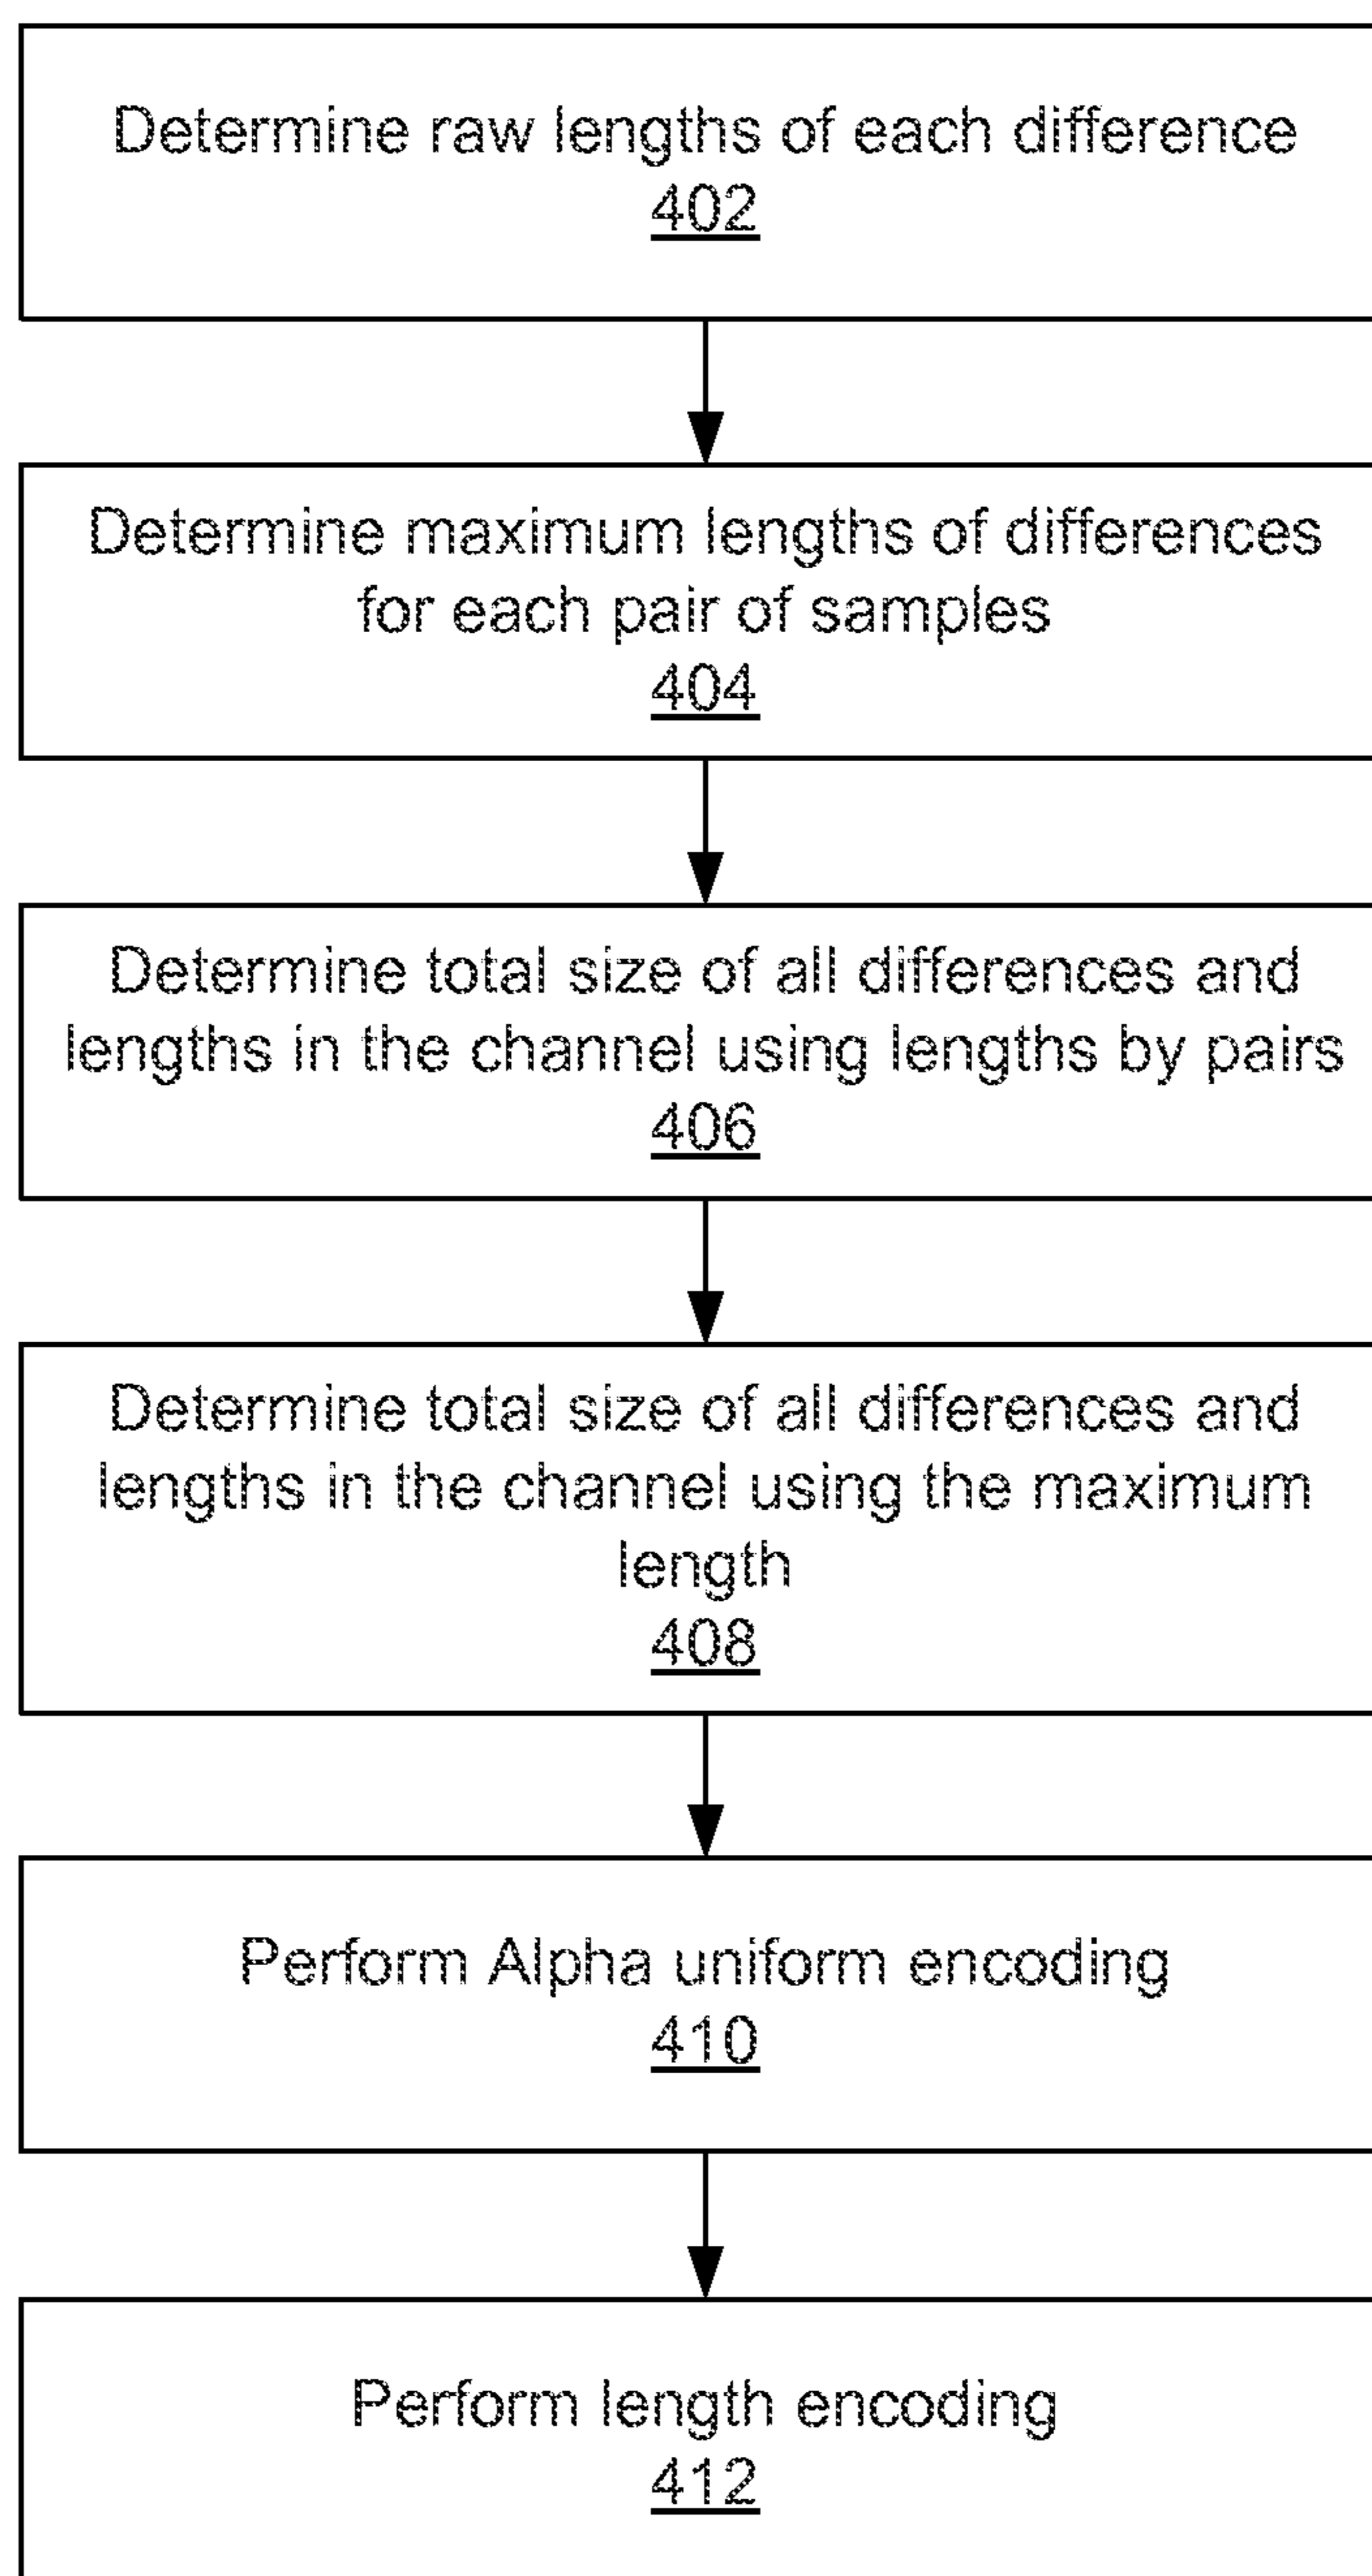 Determine raw lengths of each difference
402
Determine maximum lengths of differences
for each pair of samples
404
Determine total size of all differences and
lengths in the channel using lengths by pairs
406
Determine total size of all differences and
lengths in the channel using the maximum
length
408
Perform Alpha uniform encoding
410
Perform length encoding
412